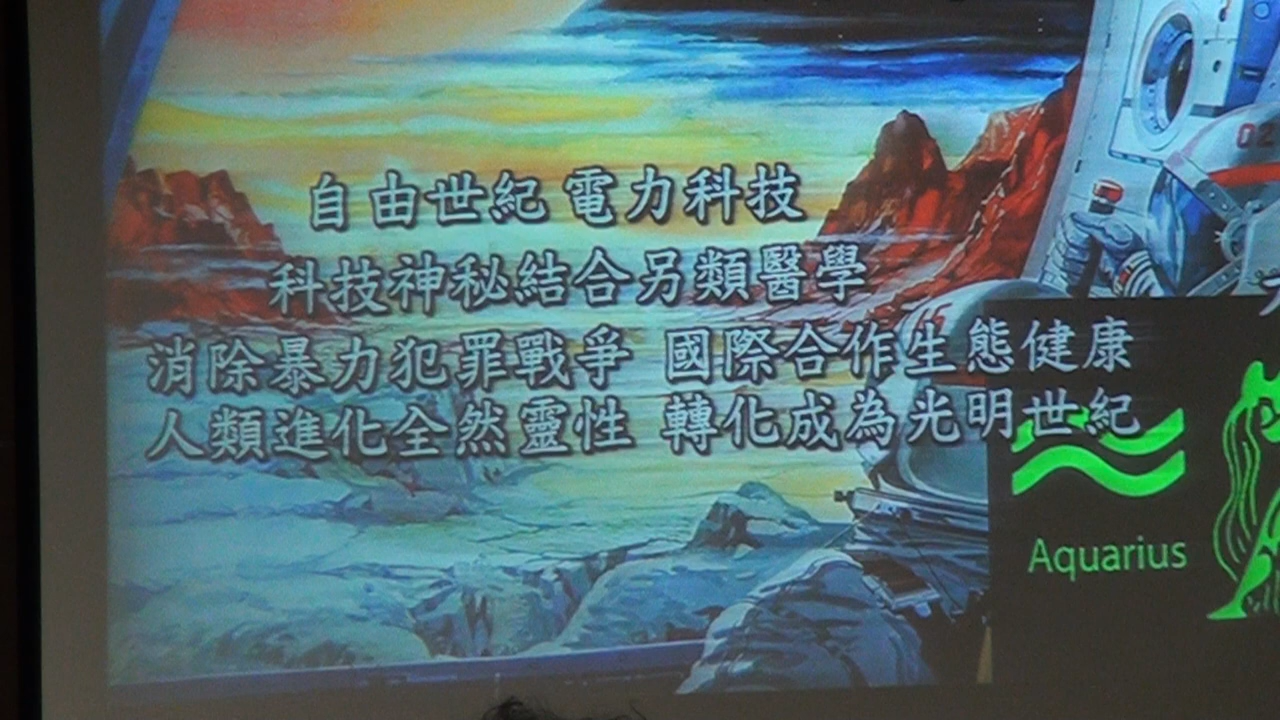 自由世紀 電力科技
科技神秘結合另類醫學
消除暴力犯罪戰爭 國際合作生態健康
人類進化全然靈性 轉化成為光明世紀
Aquarius
02